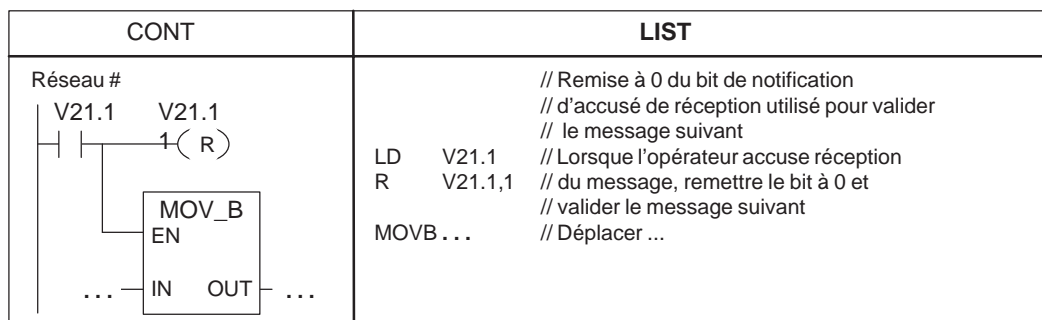 CONT
LIST
Réseau #
V21.1 V21.1
1 ( R )
MOV_B
EN
... IN OUT ...
// Remise à 0 du bit de notification
// d'accusé de réception utilisé pour valider
// le message suivant
LD V21.1 // Lorsque l'opérateur accuse réception
R V21.1,1 // du message, remettre le bit à 0 et
// valider le message suivant
MOVB... // Déplacer ...